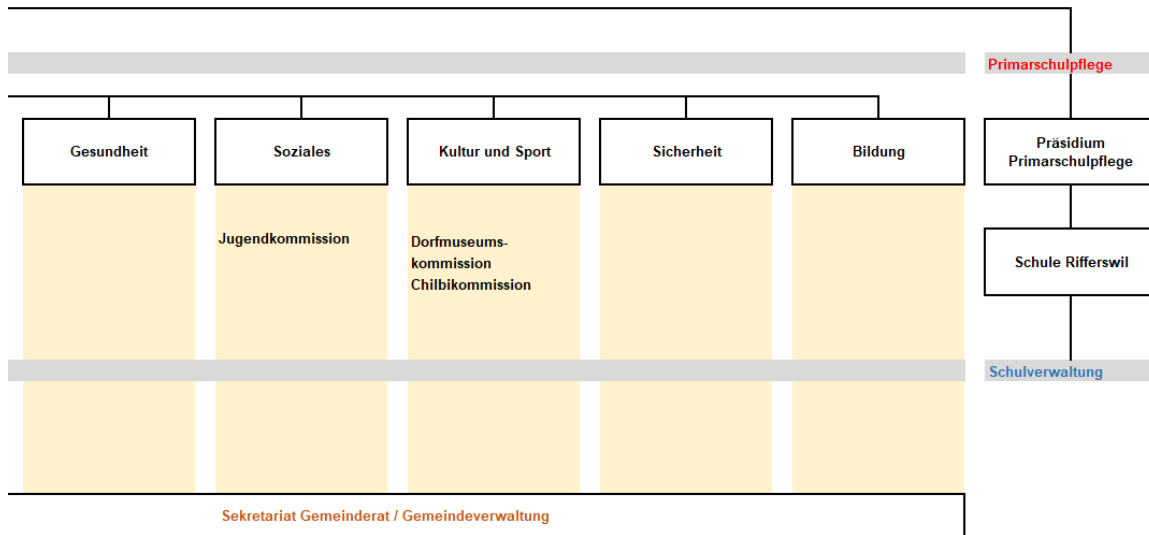 Primarschulpflege
Gesundheit
Soziales
Kultur und Sport
Sicherheit
Bildung
Präsidium
Primarschulpflege
Jugendkommission
Dorfmuseums-
kommission
Chilbikommission
Schule Rifferswil
Schulverwaltung
Sekretariat Gemeinderat / Gemeindeverwaltung